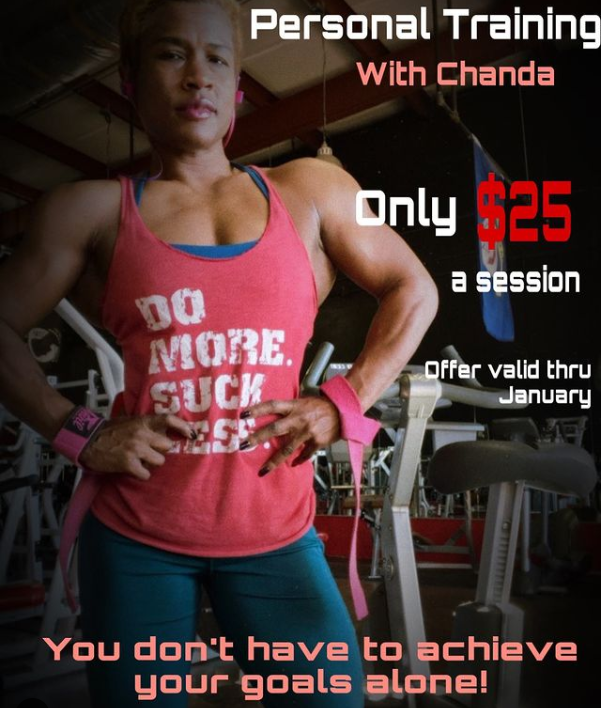 Personal Training
With Chanda
Only $25
a session
Offer valid thru
January
DO
MORE.
SUCK
LESS.
You don't have to achieve
your goals alone!